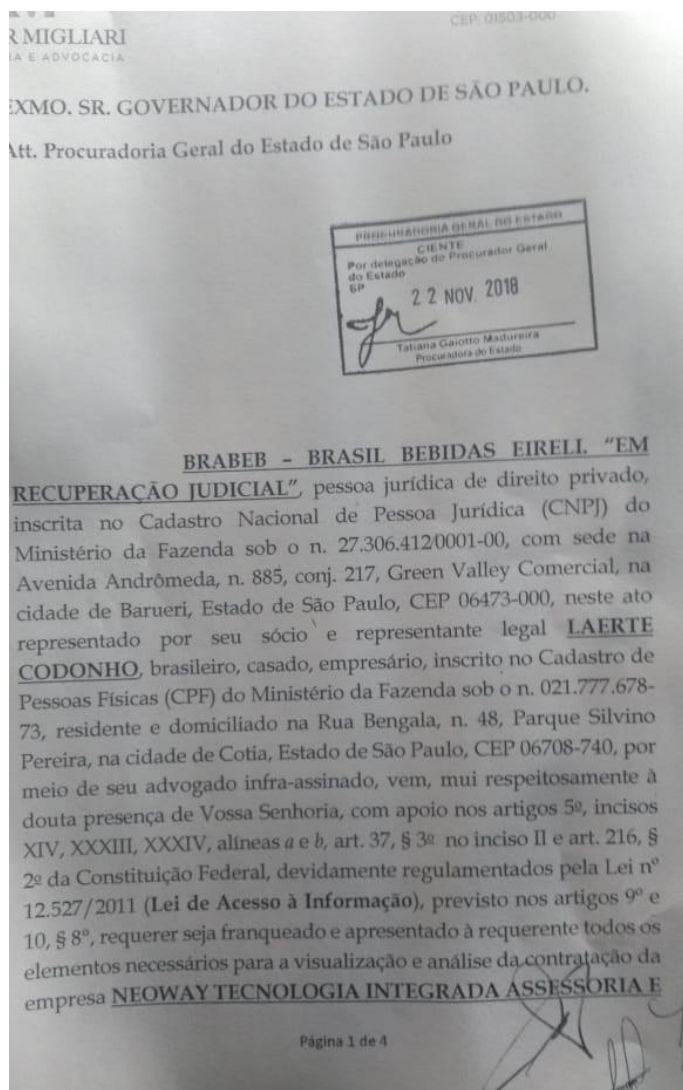 CEP 01503-000
R MIGLIARI
RA E ADVOCACIA
EXMO. SR. GOVERNADOR DO ESTADO DE SÃO PAULO.
Att. Procuradoria Geral do Estado de São Paulo
PROCURADORIA GERAL DO ESTADO
CIENTE
Por delegação do Procurador Geral
do Estado
SP
22 NOV. 2018
Tatiana Gaiotto Madureira
Procuradora do Estado
BRABEB – BRASIL BEBIDAS EIRELI. "EM
RECUPERAÇÃO JUDICIAL", pessoa jurídica de direito privado,
inscrita no Cadastro Nacional de Pessoa Jurídica (CNPJ) do
Ministério da Fazenda sob o n. 27.306.412/0001-00, com sede na
Avenida Andrômeda, n. 885, conj. 217, Green Valley Comercial, na
cidade de Barueri, Estado de São Paulo, CEP 06473-000, neste ato
representado por seu sócio e representante legal LAERTE
CODONHO, brasileiro, casado, empresário, inscrito no Cadastro de
Pessoas Físicas (CPF) do Ministério da Fazenda sob o n. 021.777.678-
73, residente e domiciliado na Rua Bengala, n. 48, Parque Silvino
Pereira, na cidade de Cotia, Estado de São Paulo, CEP 06708-740, por
meio de seu advogado infra-assinado, vem, mui respeitosamente à
douta presença de Vossa Senhoria, com apoio nos artigos 5º, incisos
XIV, XXXIII, XXXIV, alíneas a e b, art. 37, § 3º no inciso II e art. 216, §
2º da Constituição Federal, devidamente regulamentados pela Lei nº
12.527/2011 (Lei de Acesso à Informação), previsto nos artigos 9º e
10, § 8º, requerer seja franqueado e apresentado à requerente todos os
elementos necessários para a visualização e análise da contratação da
empresa NEOWAY TECNOLOGIA INTEGRADA ASSESSORIA E
Página 1 de 4